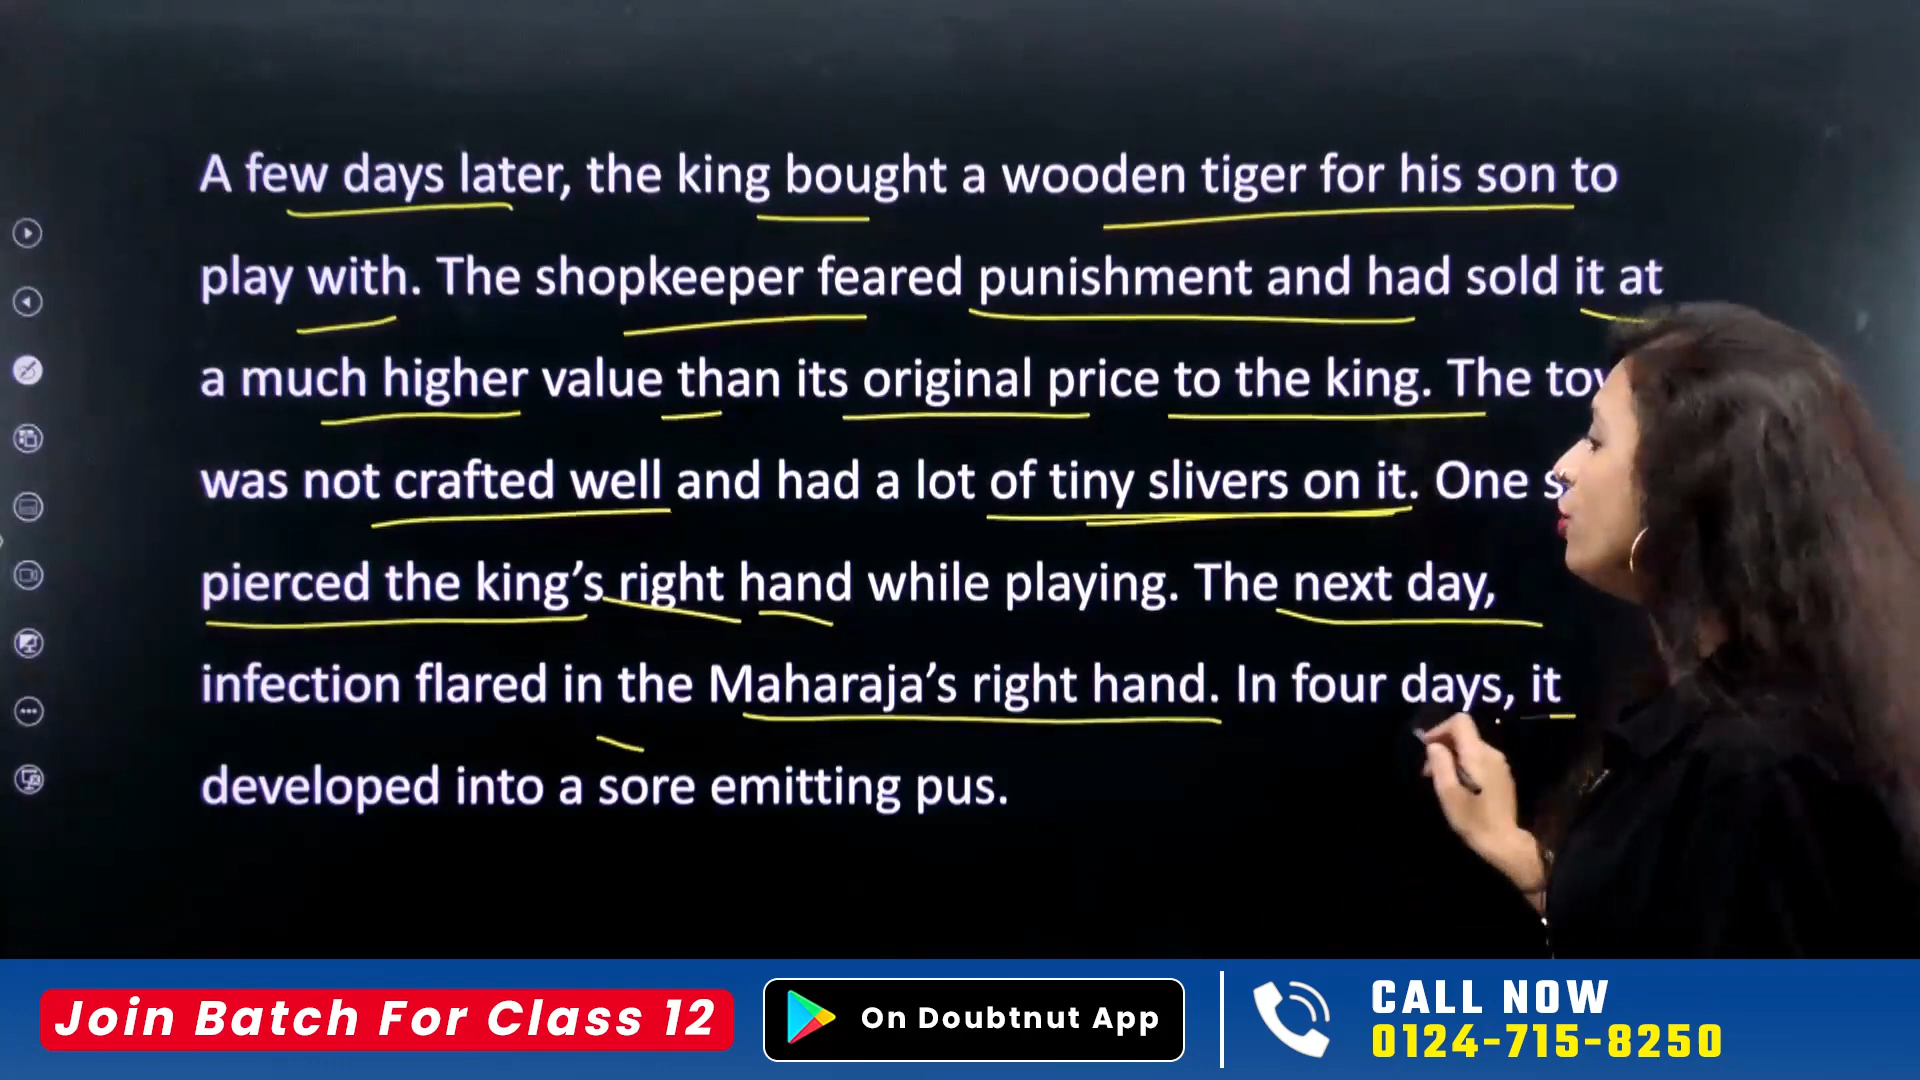 A few days later, the king bought a wooden tiger for his son to
play with. The shopkeeper feared punishment and had sold it at
a much higher value than its original price to the king. The
was not crafted well and had a lot of tiny slivers on it. One
pierced the king's right hand while playing. The next day,
infection flared in the Maharaja's right hand. In four days, it
developed into a sore emitting pus.
Join Batch For Class 12
On Doubtnut App
CALL NOW
0124-715-8250